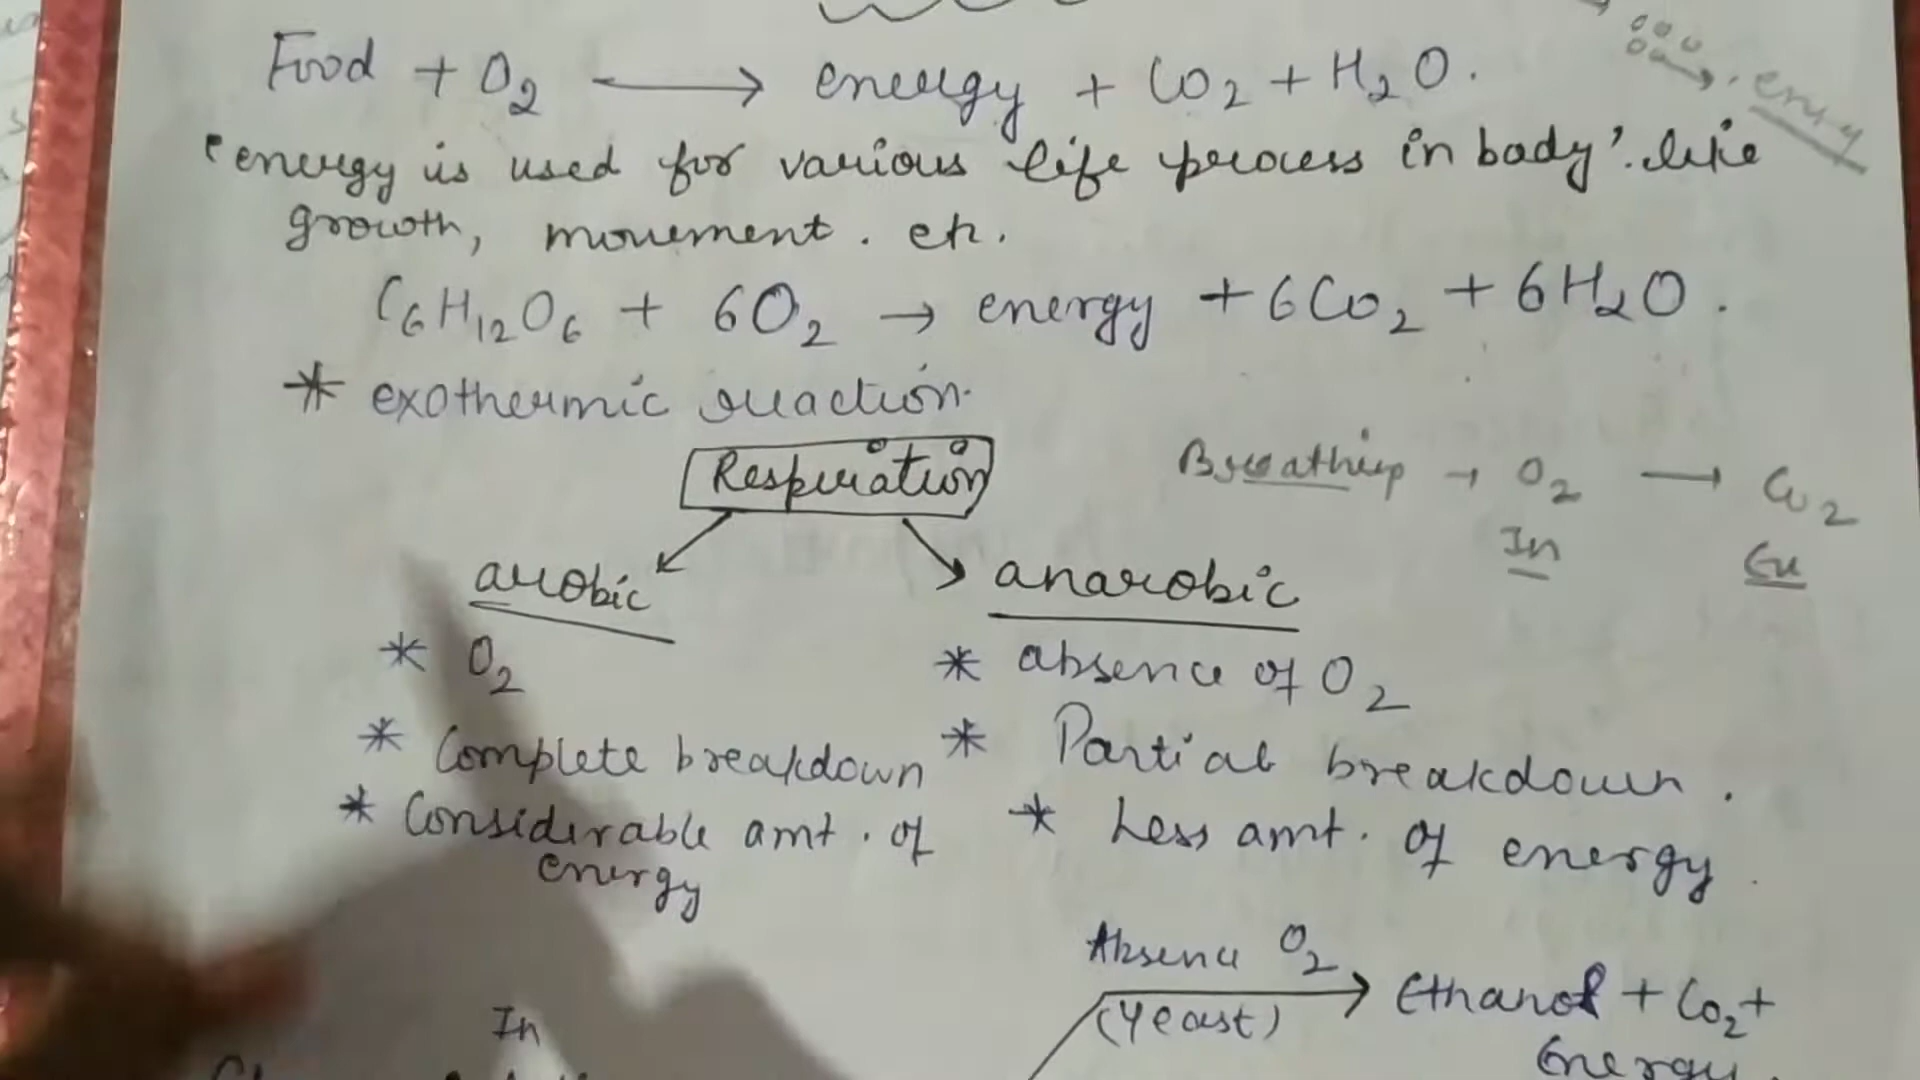 Food + O2 → energy + CO2 + H2O.
'energy is used for various life process in body'. like
growth, movement. etc.
C6H12O6 + 6O2 → energy + 6CO2 + 6H2O.
* exothermic reaction.
Respiration
Breathing → O2 → CO2
In
aerobic
anarobic
* O2
* Complete breakdown
* Considerable amt. of
energy
* absence of O2
* Partial breakdown.
* Less amt. of energy.
Absence O2
(Yeast) → Ethanol + CO2 +
Energy.
In